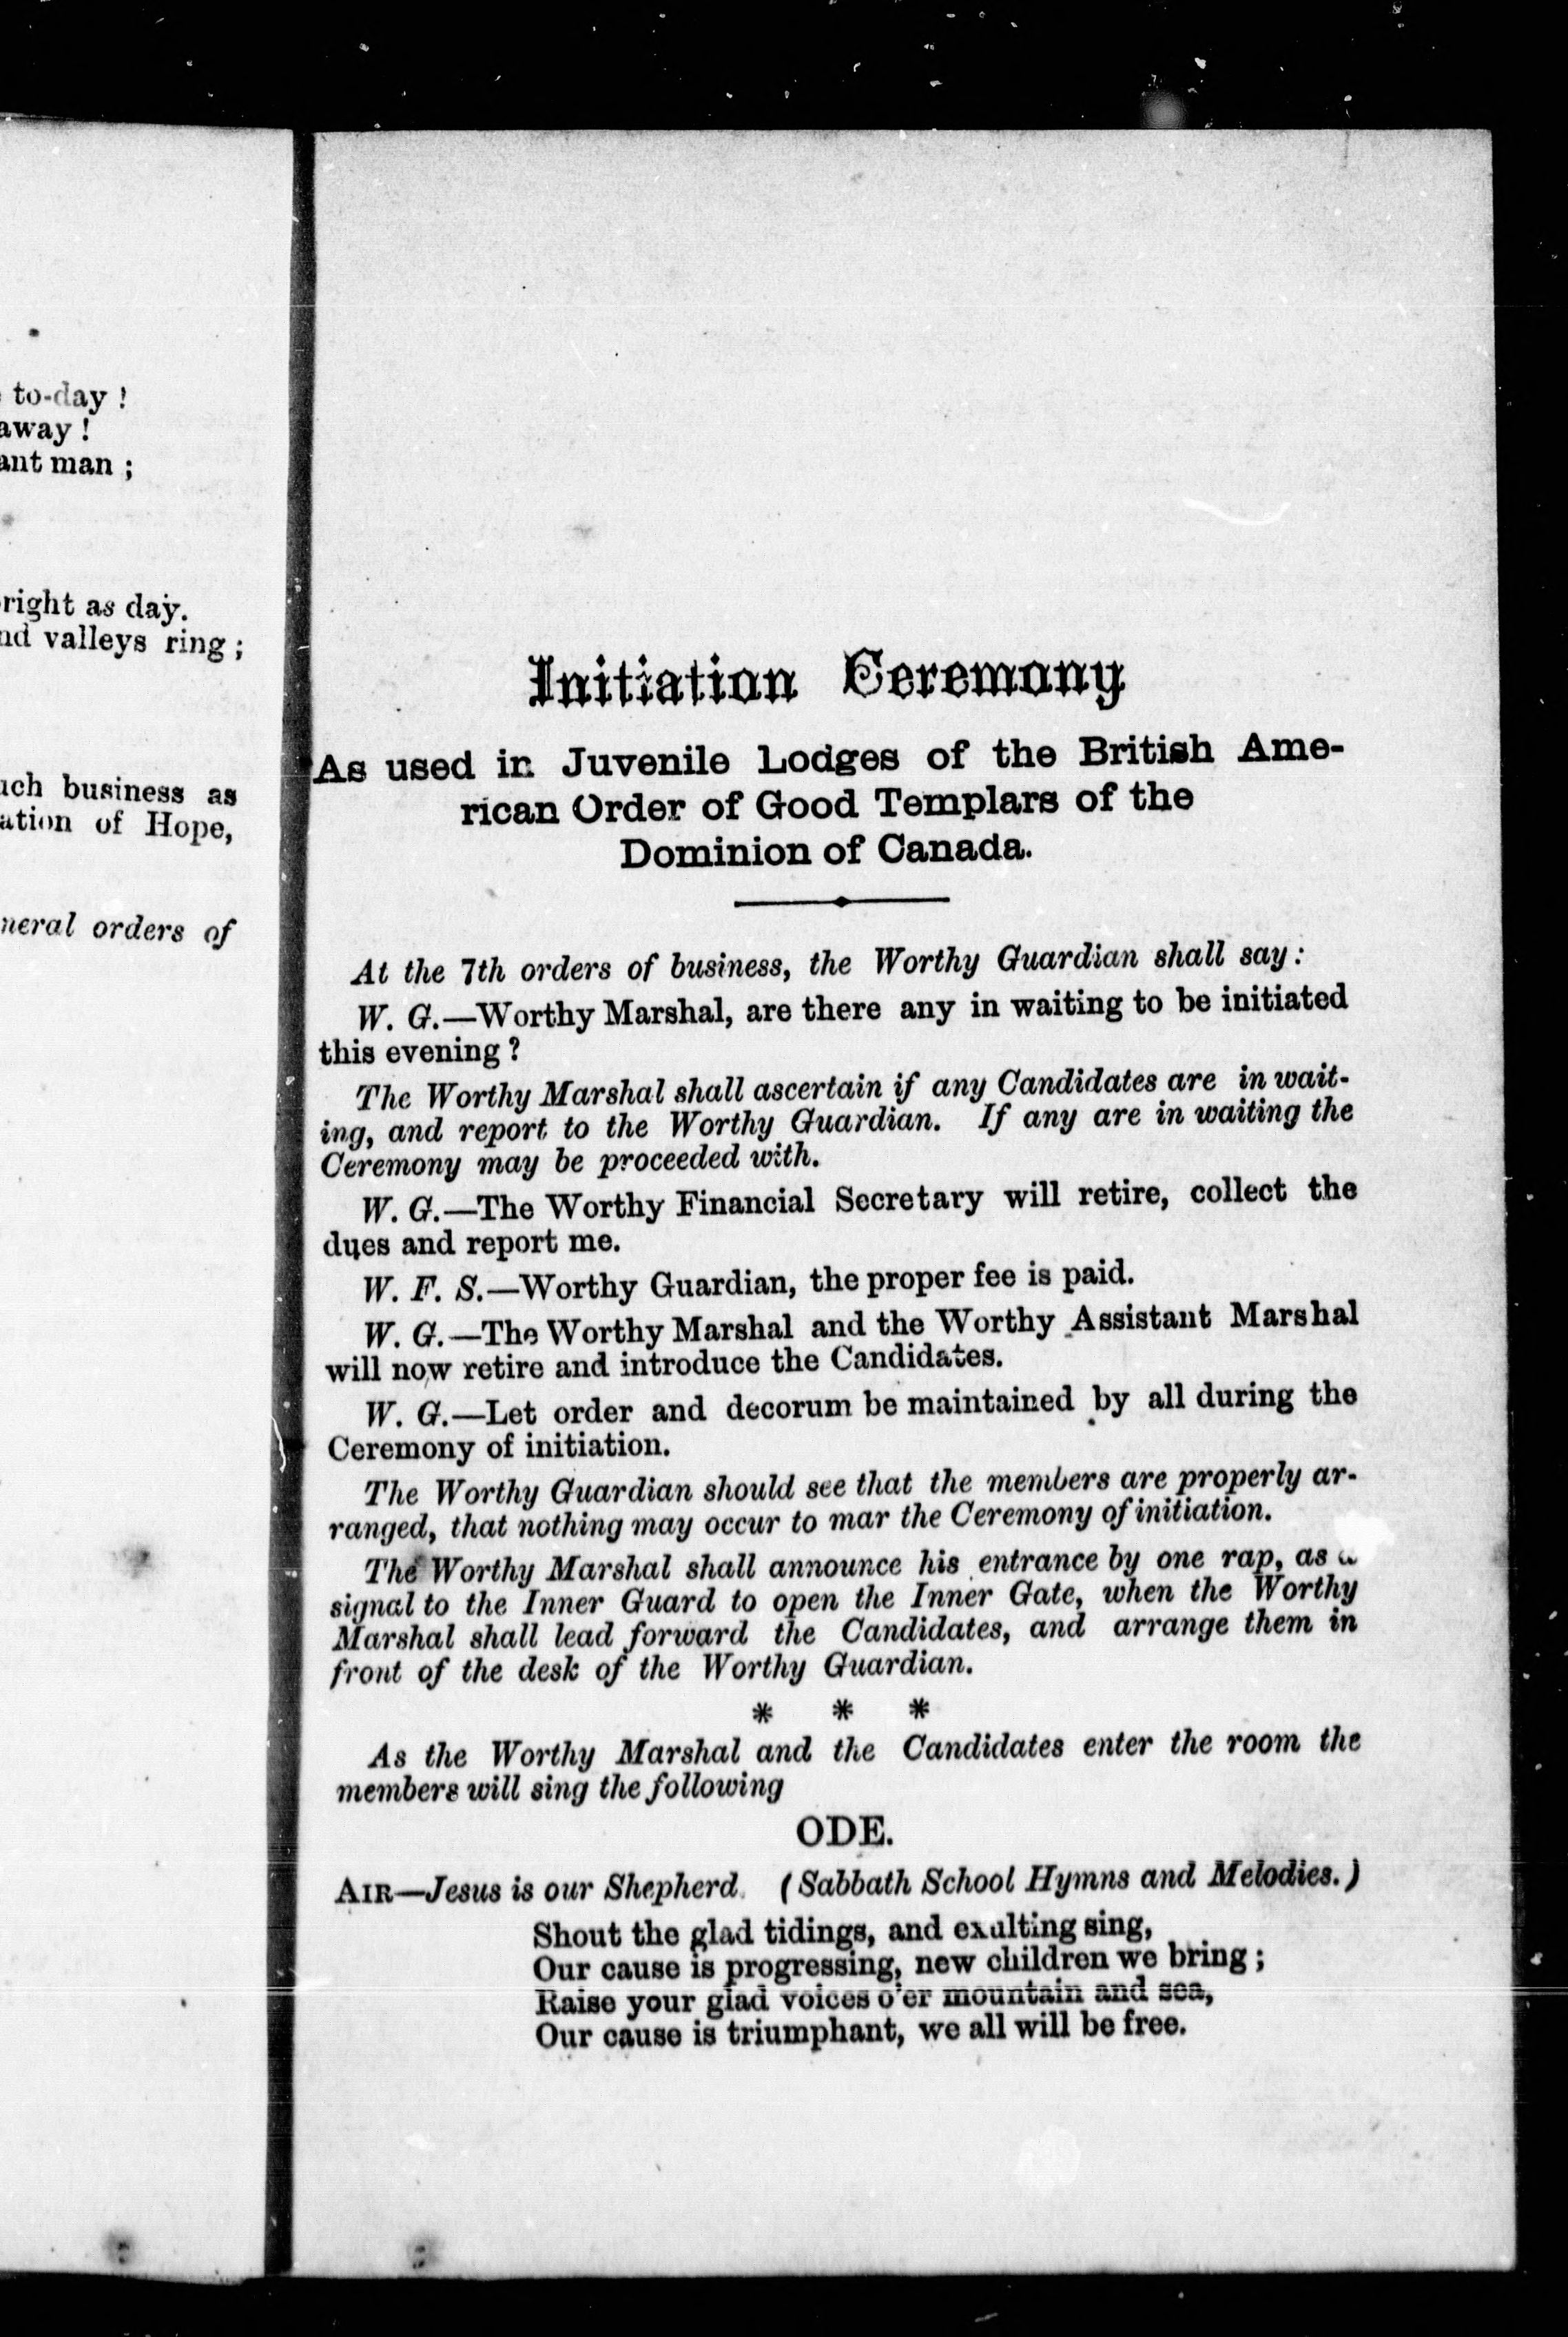 to-day !
away !
ant man ;
right as day.
nd valleys ring ;
uch business as
ation of Hope,
neral orders of
Initiation Ceremony
As used in Juvenile Lodges of the British Ame-
rican Order of Good Templars of the
Dominion of Canada.
At the 7th orders of business, the Worthy Guardian shall say :
W. G.—Worthy Marshal, are there any in waiting to be initiated
this evening ?
The Worthy Marshal shall ascertain if any Candidates are in wait-
ing, and report to the Worthy Guardian. If any are in waiting the
Ceremony may be proceeded with.
W. G.—The Worthy Financial Secretary will retire, collect the
dues and report me.
W. F. S.—Worthy Guardian, the proper fee is paid.
W. G.—The Worthy Marshal and the Worthy Assistant Marshal
will now retire and introduce the Candidates.
W. G.—Let order and decorum be maintained by all during the
Ceremony of initiation.
The Worthy Guardian should see that the members are properly ar-
ranged, that nothing may occur to mar the Ceremony of initiation.
The Worthy Marshal shall announce his entrance by one rap, as a
signal to the Inner Guard to open the Inner Gate, when the Worthy
Marshal shall lead forward the Candidates, and arrange them in
front of the desk of the Worthy Guardian.
* * *
As the Worthy Marshal and the Candidates enter the room the
members will sing the following
ODE.
AIR—Jesus is our Shepherd. (Sabbath School Hymns and Melodies.)
Shout the glad tidings, and exulting sing,
Our cause is progressing, new children we bring ;
Raise your glad voices o'er mountain and sea,
Our cause is triumphant, we all will be free.